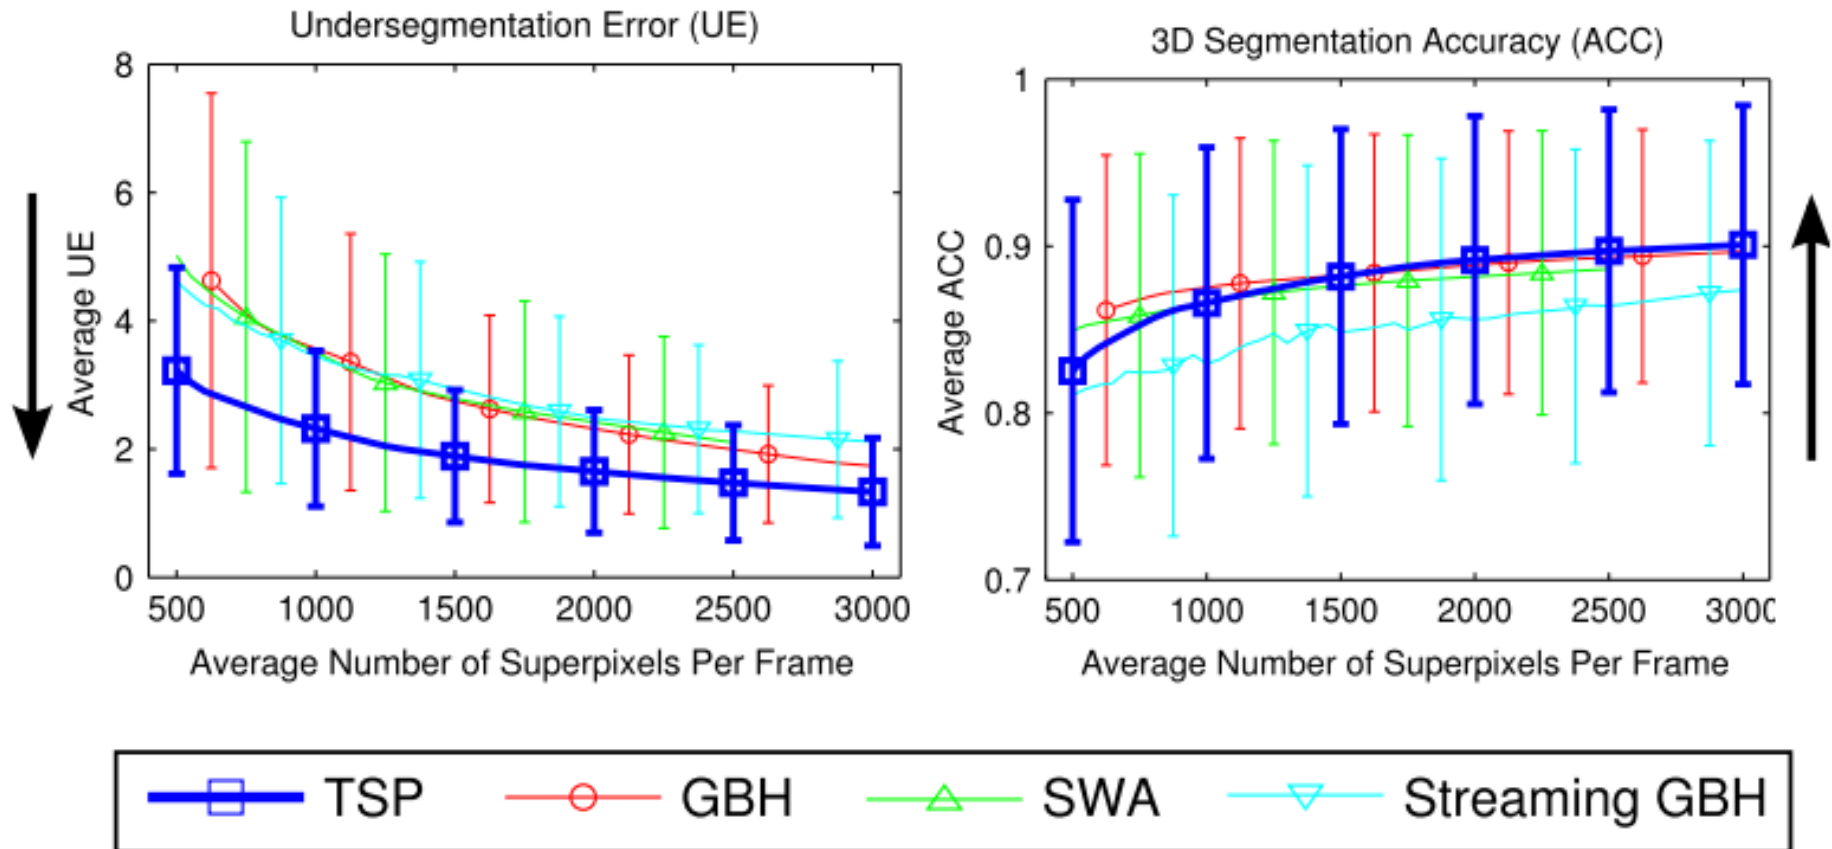 Undersegmentation Error (UE)
8
6
4
2
0
Average UE
500 1000 1500 2000 2500 3000
Average Number of Superpixels Per Frame
3D Segmentation Accuracy (ACC)
1
0.9
0.8
0.7
Average ACC
500 1000 1500 2000 2500 3000
Average Number of Superpixels Per Frame
TSP GBH SWA Streaming GBH